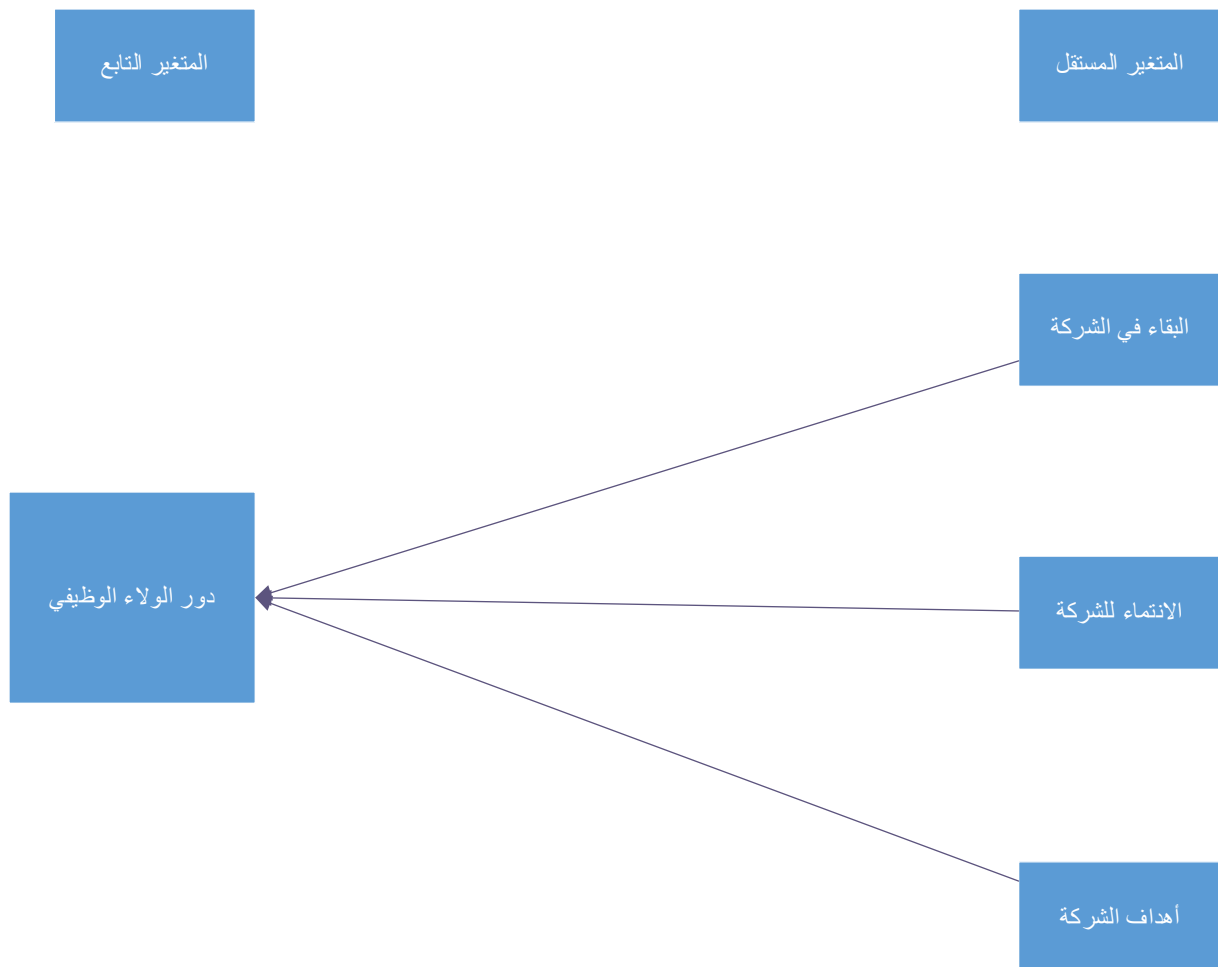 المتغير المستقل
المتغير التابع
البقاء في الشركة
دور الولاء الوظيفي
الانتماء للشركة
أهداف الشركة